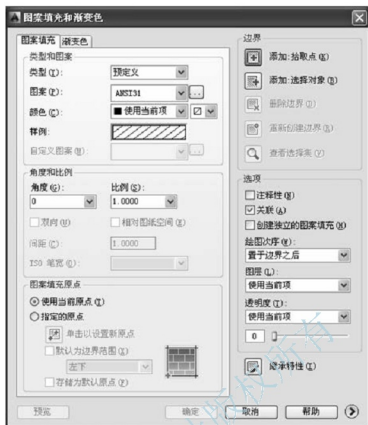 图案填充和渐变色
图案填充 渐变色
类型和图案
类型(Y): 预定义
图案(P): ANSI31
颜色(C): 使用当前项
样例:
自定义图案(M):
角度和比例
角度(G): 比例(S):
0 1.0000
双向(U) 相对图纸空间(E)
间距(C): 1.0000
ISO 笔宽(O):
图案填充原点
使用当前原点(T)
指定的原点
单击以设置新原点
默认为边界范围(X)
左下
存储为默认原点(F)
预览
边界
添加:拾取点(K)
添加:选择对象(B)
删除边界(D)
重新创建边界(R)
查看选择集(V)
选项
注释性(N)
关联(A)
创建独立的图案填充(H)
绘图次序(W):
置于边界之后
图层(L):
使用当前项
透明度(T):
使用当前项
0
继承特性(I)
确定 取消 帮助
版权所有